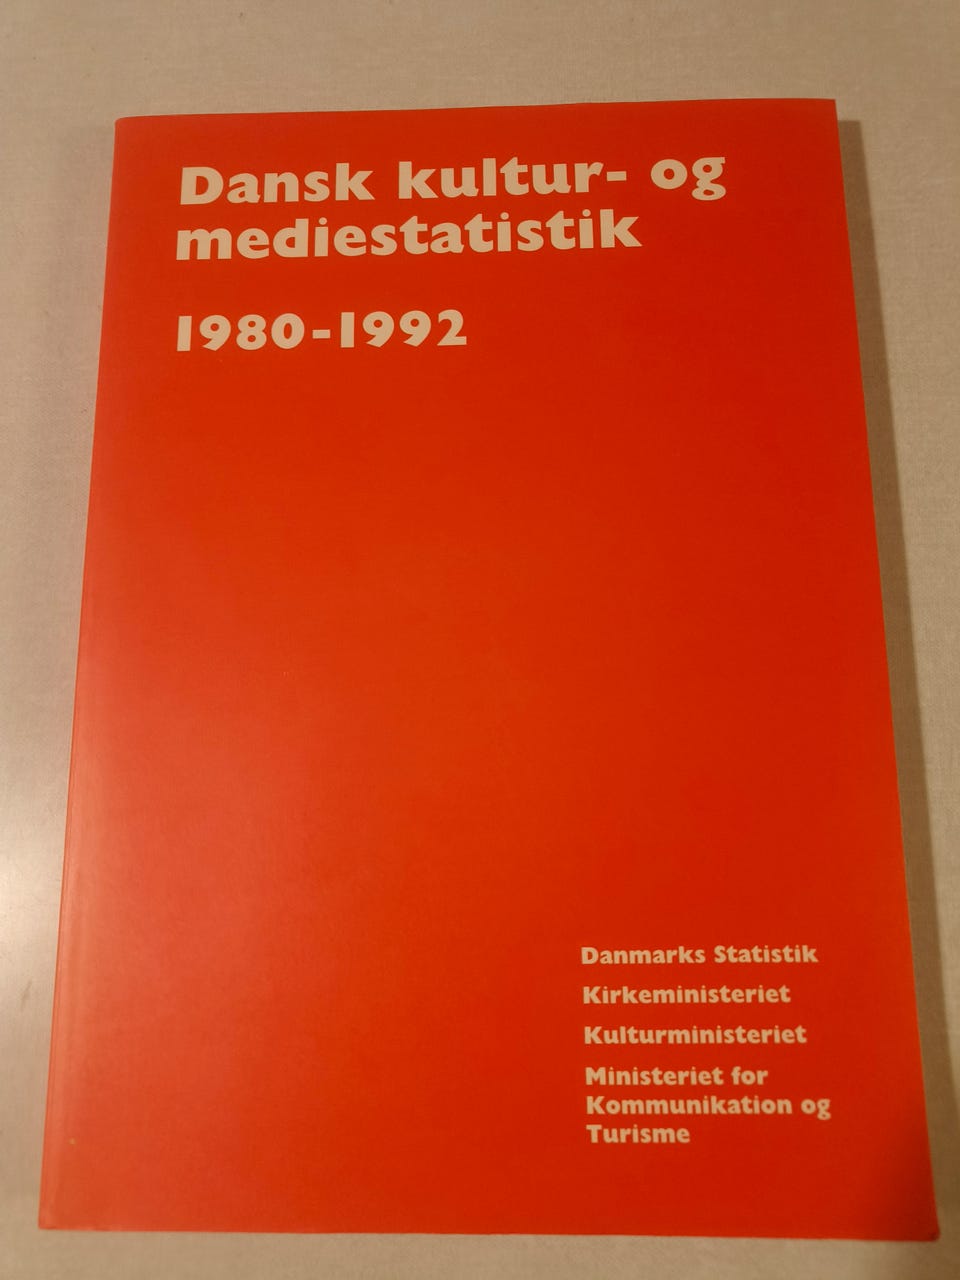 Dansk kultur- og
mediestatistik
1980-1992
Danmarks Statistik
Kirkeministeriet
Kulturministeriet
Ministeriet for
Kommunikation og
Turisme